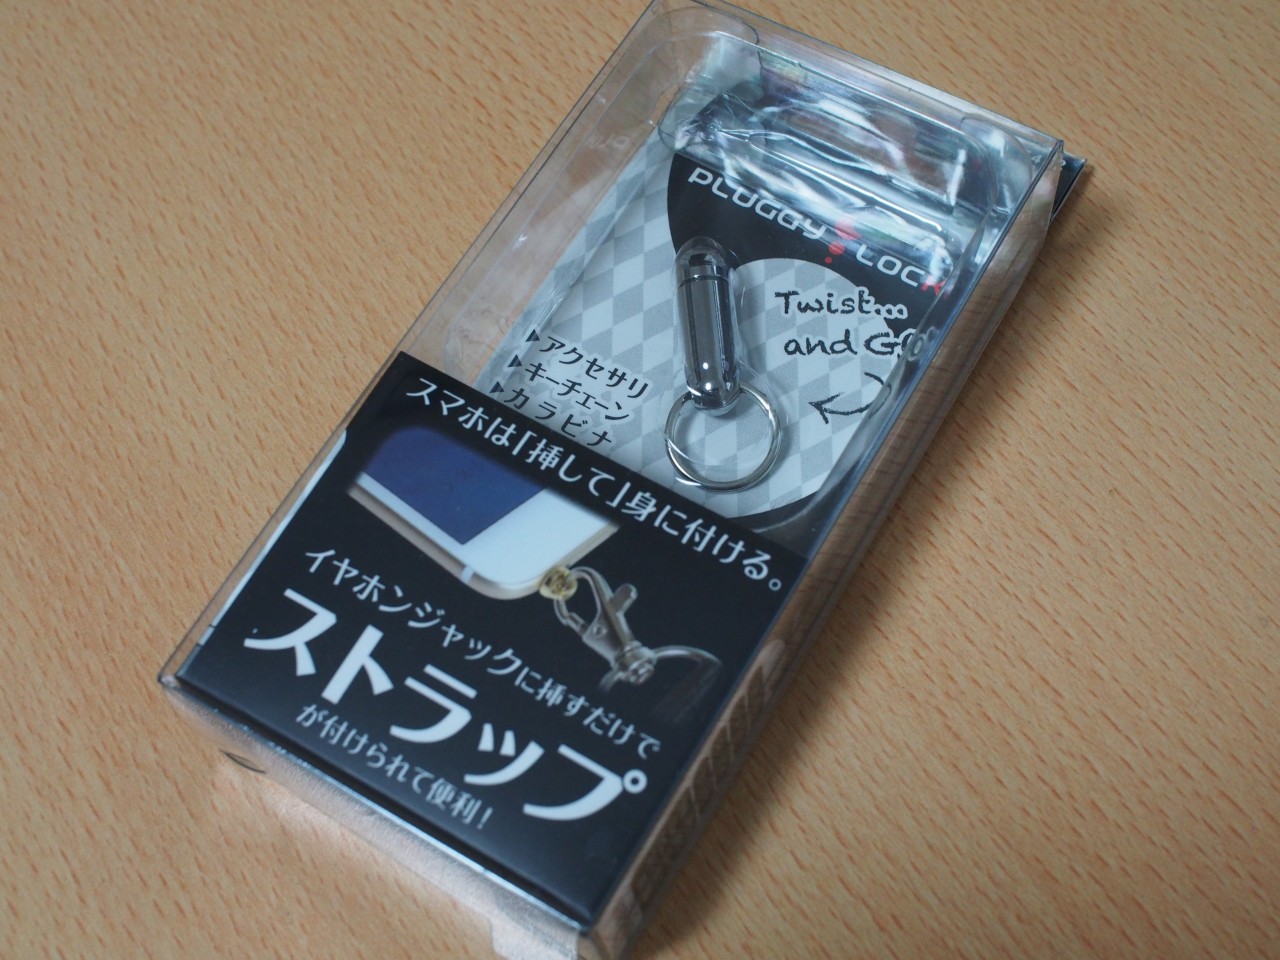 PLUGGY LOCK
Twist...
and Go
▶アクセサリ
▶キーチェーン
▶カラビナ
スマホは「挿して」身に付ける。
イヤホンジャックに挿すだけで
ストラップ
が付けられて便利!